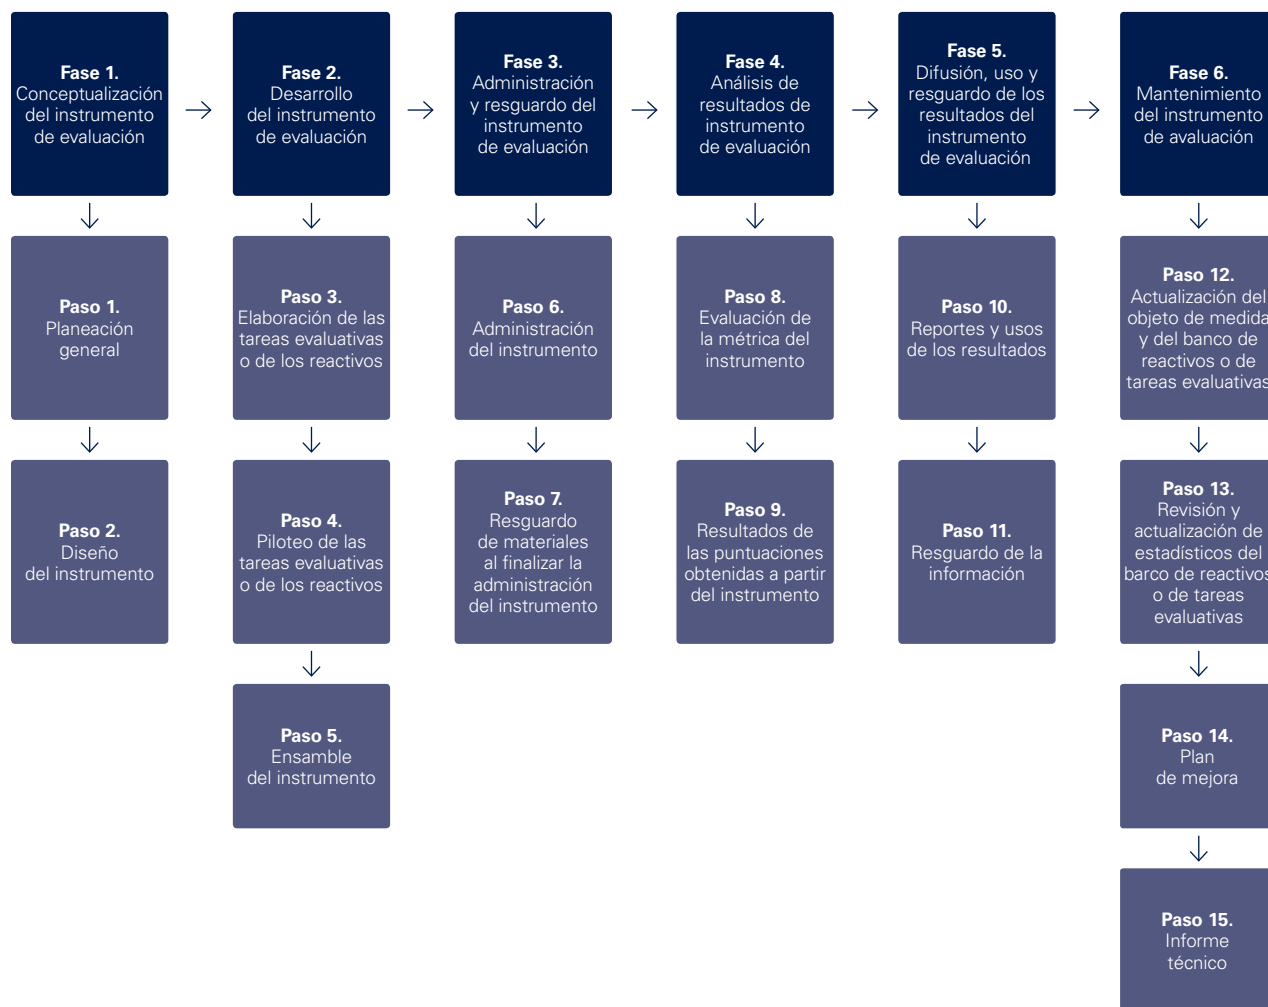 Fase 1.
Conceptualización
del instrumento
de evaluación
Fase 2.
Desarrollo
del instrumento
de evaluación
Fase 3.
Administración
y resguardo del
instrumento
de evaluación
Fase 4.
Análisis de
resultados de
instrumento
de evaluación
Fase 5.
Difusión, uso y
resguardo de los
resultados del
instrumento
de evaluación
Fase 6.
Mantenimiento
del instrumento
de avaluación
Paso 1.
Planeación
general
Paso 3.
Elaboración de las
tareas evaluativas
o de los reactivos
Paso 6.
Administración
del instrumento
Paso 8.
Evaluación de
la métrica del
instrumento
Paso 10.
Reportes y usos
de los resultados
Paso 12.
Actualización del
objeto de medida
y del banco de
reactivos o de
tareas evaluativas
Paso 2.
Diseño
del instrumento
Paso 4.
Piloteo de las
tareas evaluativas
o de los reactivos
Paso 7.
Resguardo
de materiales
al finalizar la
administración
del instrumento
Paso 9.
Resultados de
las puntuaciones
obtenidas a partir
del instrumento
Paso 11.
Resguardo de la
información
Paso 13.
Revisión y
actualización de
estadísticos del
barco de reactivos
o de tareas
evaluativas
Paso 5.
Ensamble
del instrumento
Paso 14.
Plan
de mejora
Paso 15.
Informe
técnico